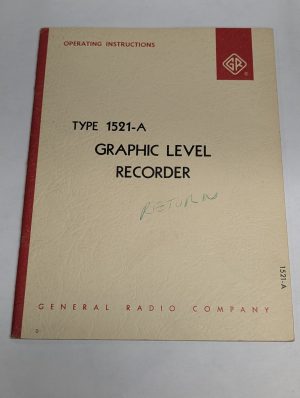 OPERATING INSTRUCTIONS
GR
®
TYPE 1521-A
GRAPHIC LEVEL
RECORDER
RETURN
1521-A
GENERAL RADIO COMPANY